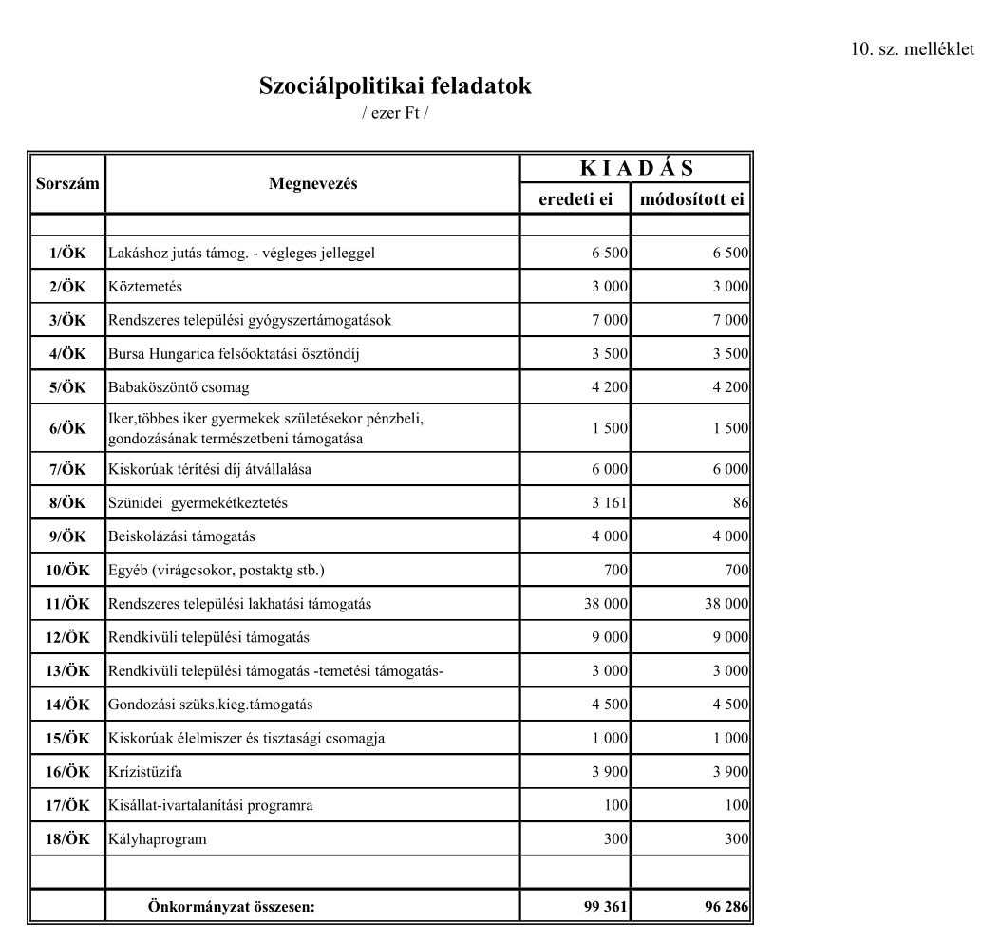 10. sz. melléklet
Szociálpolitikai feladatok
/ ezer Ft /
Sorszám Megnevezés K I A D Á S
eredeti ei módosított ei
1/ÖK Lakáshoz jutás támog. - végleges jelleggel 6 500 6 500
2/ÖK Köztemetés 3 000 3 000
3/ÖK Rendszeres települési gyógyszertámogatások 7 000 7 000
4/ÖK Bursa Hungarica felsőoktatási ösztöndíj 3 500 3 500
5/ÖK Babaköszöntő csomag 4 200 4 200
6/ÖK Iker,többes iker gyermekek születésekor pénzbeli,
gondozásának természetbeni támogatása 1 500 1 500
7/ÖK Kiskorúak térítési díj átvállalása 6 000 6 000
8/ÖK Szünidei  gyermekétkeztetés 3 161 86
9/ÖK Beiskolázási támogatás 4 000 4 000
10/ÖK Egyéb (virágcsokor, postaktg stb.) 700 700
11/ÖK Rendszeres települési lakhatási támogatás 38 000 38 000
12/ÖK Rendkivüli települési támogatás 9 000 9 000
13/ÖK Rendkivüli települési támogatás -temetési támogatás- 3 000 3 000
14/ÖK Gondozási szüks.kieg.támogatás 4 500 4 500
15/ÖK Kiskorúak élelmiszer és tisztasági csomagja 1 000 1 000
16/ÖK Krízistüzifa 3 900 3 900
17/ÖK Kisállat-ivartalanítási programra 100 100
18/ÖK Kályhaprogram 300 300
Önkormányzat összesen: 99 361 96 286